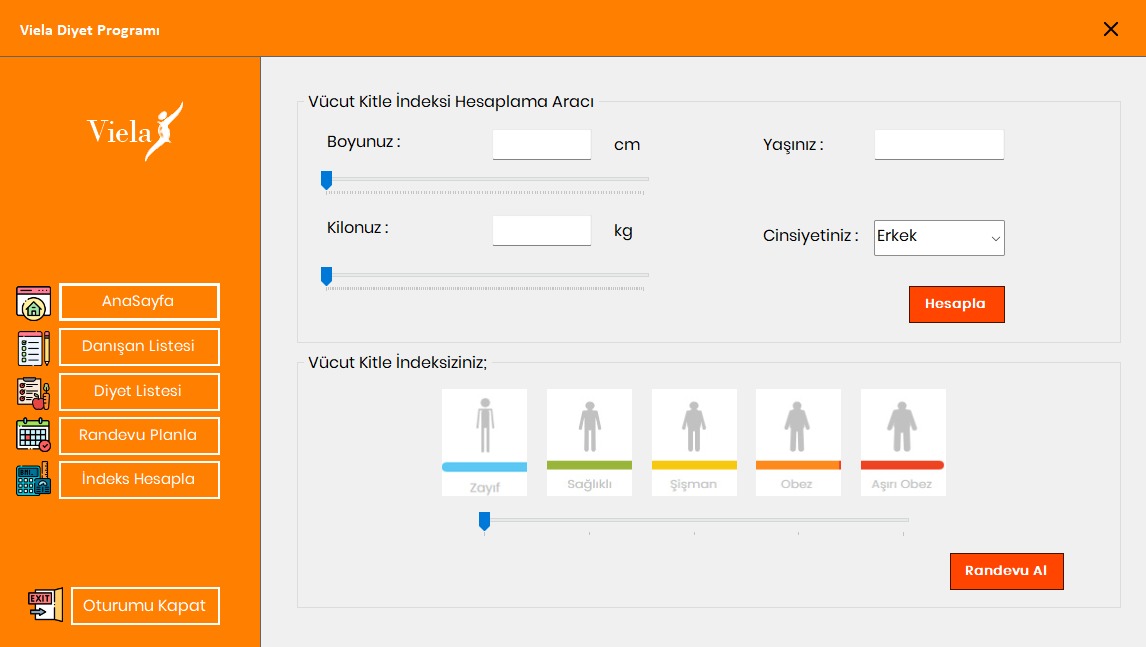 Viela Diyet Programı
Viela
AnaSayfa
Danışan Listesi
Diyet Listesi
Randevu Planla
İndeks Hesapla
EXIT
Oturumu Kapat
Vücut Kitle İndeksi Hesaplama Aracı
Boyunuz :
cm
Yaşınız :
Kilonuz :
kg
Cinsiyetiniz :
Erkek
Hesapla
Vücut Kitle İndeksiziniz;
Zayıf
Sağlıklı
Şişman
Obez
Aşırı Obez
Randevu Al